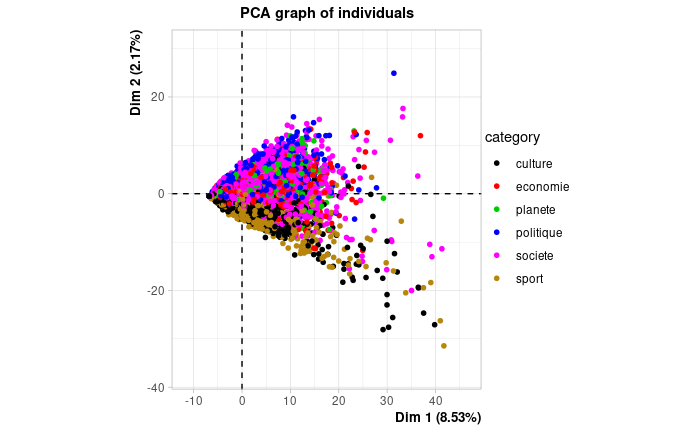 PCA graph of individuals
Dim 2 (2.17%)
20
0
-20
-40
-10
0
10
20
30
40
Dim 1 (8.53%)
category
culture
economie
planete
politique
societe
sport